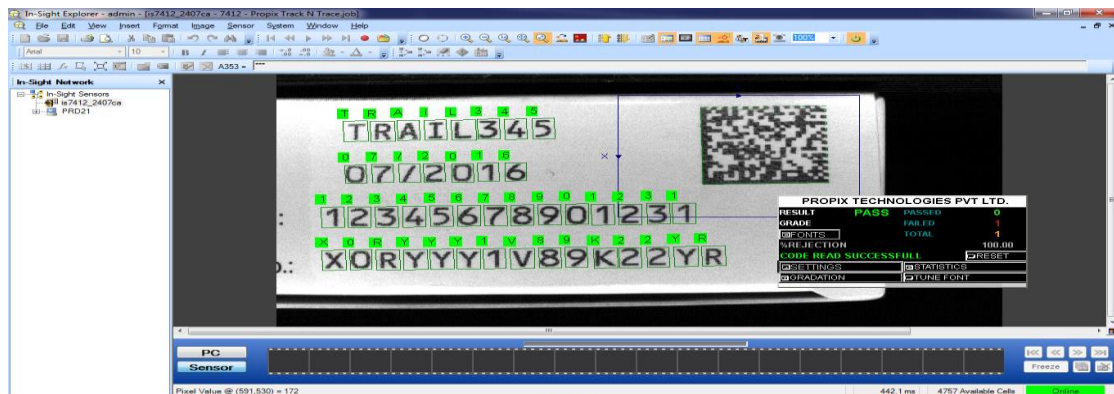 In-Sight Explorer - admin - [is7412_2407ca - 7412 - Propix Track N Trace.job]
File Edit View Insert Format Image Sensor System Window Help
100%
Arial 10
A353 =
In-Sight Network
In-Sight Sensors
is7412_2407ca
PRD21
T R A I L 3 4 5
TRAIL345
0 7 / 2 0 1 6
07/2016
1 2 3 4 5 6 7 8 9 0 1 2 3 1
: 12345678901231
X 0 R Y Y Y 1 V 8 9 K 2 2 Y R
o.: X0RYYY1V89K22YR
PROPIX TECHNOLOGIES PVT LTD.
RESULT PASS PASSED 0
GRADE FAILED 1
FONTS TOTAL 1
%REJECTION 100.00
CODE READ SUCCESSFULL RESET
SETTINGS STATISTICS
GRADATION TUNE FONT
PC
Sensor
Freeze
Pixel Value @ (591,530) = 172 442.1 ms 4757 Available Cells Online